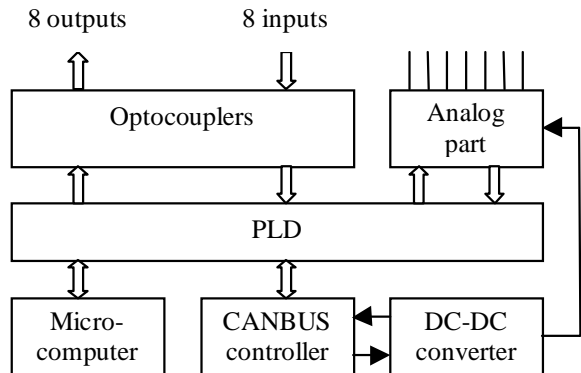 8 outputs
8 inputs
Optocouplers
Analog
part
PLD
Micro-
computer
CANBUS
controller
DC-DC
converter